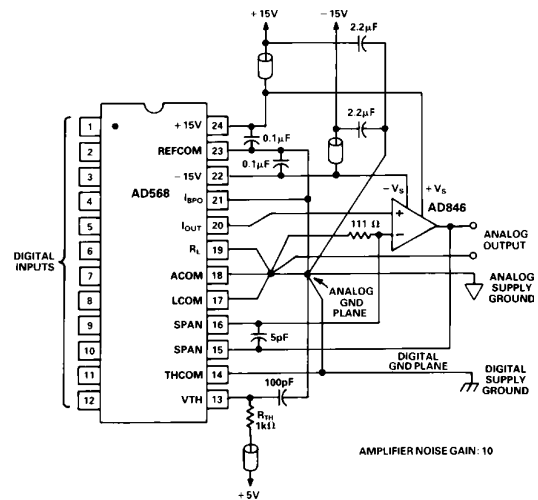 +15V
−15V
2.2µF
2.2µF
1
2
3
4
5
6
7
8
9
10
11
12
DIGITAL
INPUTS
AD568
+15V
REFCOM
−15V
IBPO
IOUT
RL
ACOM
LCOM
SPAN
SPAN
THCOM
VTH
24
23
22
21
20
19
18
17
16
15
14
13
0.1µF
0.1µF
−VS
+VS
AD846
+
−
111 Ω
ANALOG
OUTPUT
ANALOG
GND
PLANE
ANALOG
SUPPLY
GROUND
5pF
DIGITAL
GND PLANE
DIGITAL
SUPPLY
GROUND
100pF
RTH
1kΩ
+5V
AMPLIFIER NOISE GAIN: 10